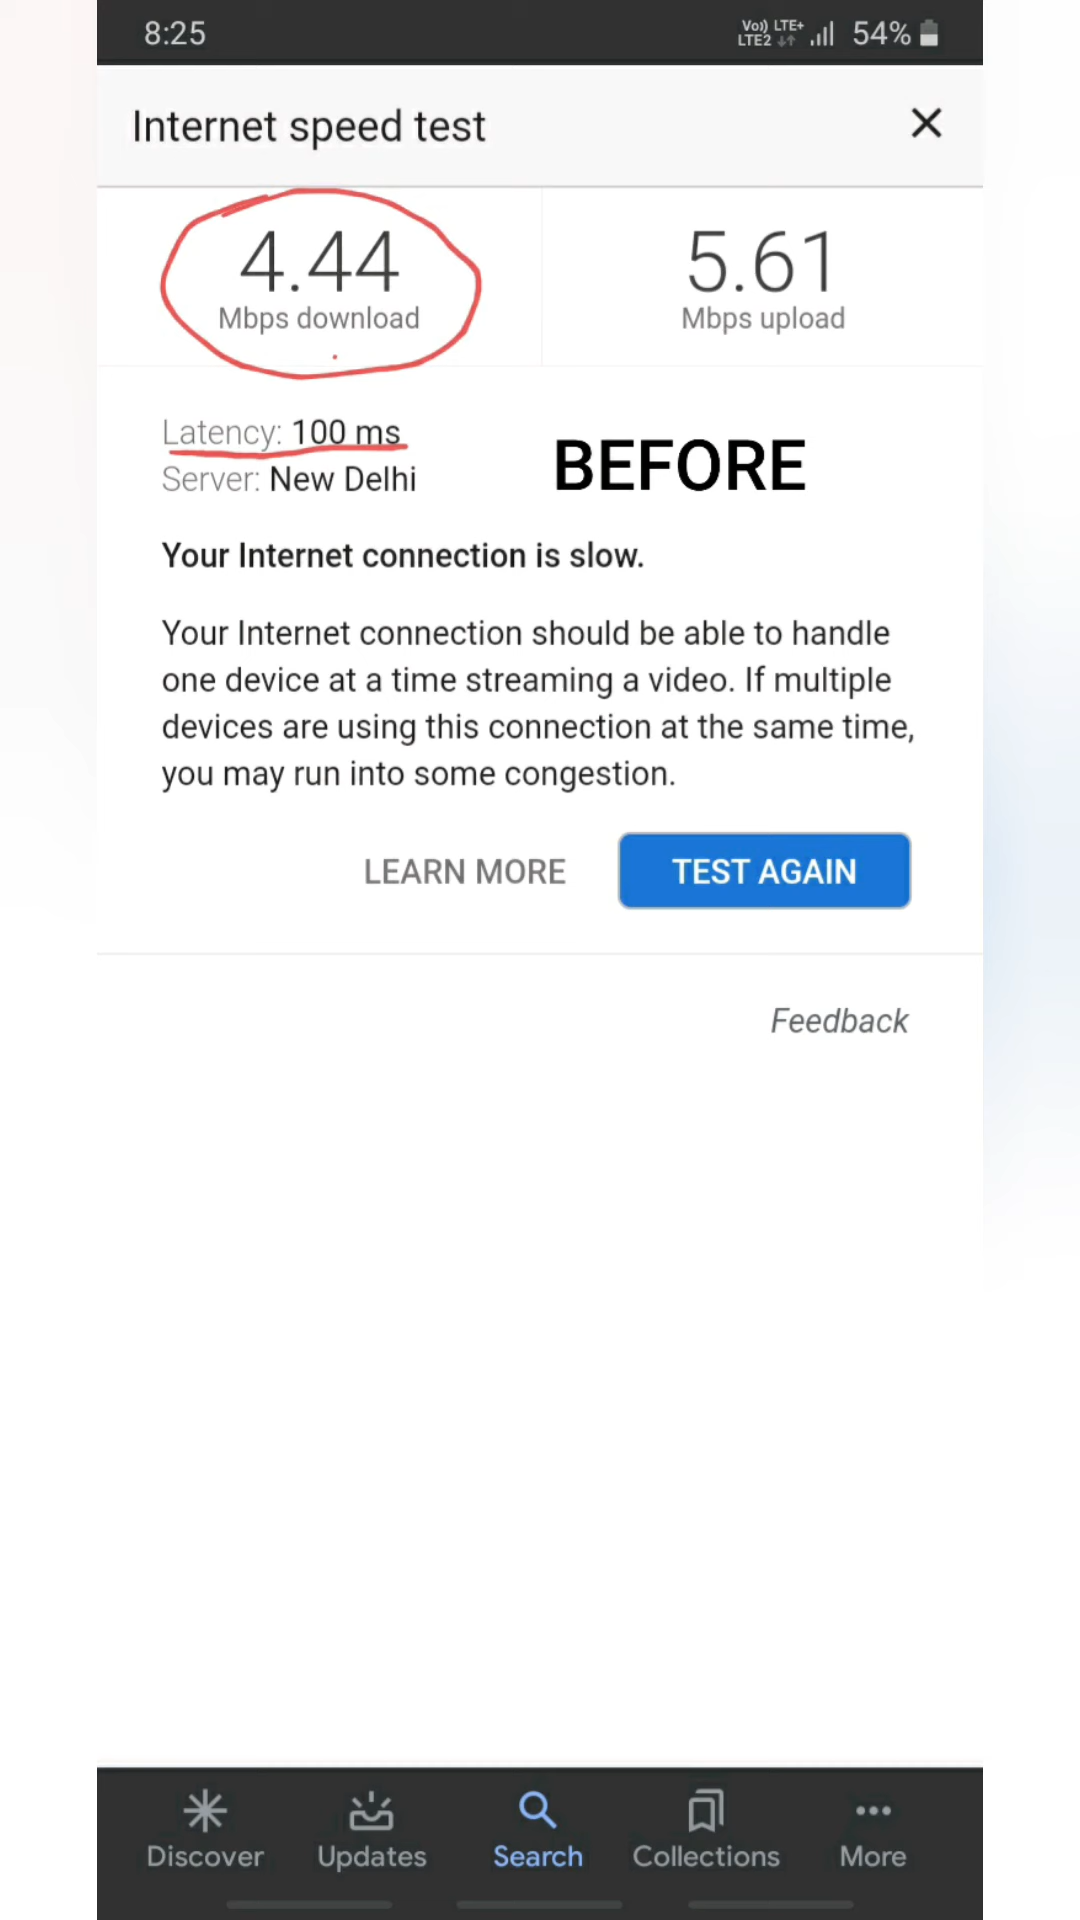 8:25
Vo)) LTE+
LTE2
54%
Internet speed test
4.44
Mbps download
5.61
Mbps upload
Latency: 100 ms
Server: New Delhi
BEFORE
Your Internet connection is slow.
Your Internet connection should be able to handle
one device at a time streaming a video. If multiple
devices are using this connection at the same time,
you may run into some congestion.
LEARN MORE
TEST AGAIN
Feedback
Discover
Updates
Search
Collections
More